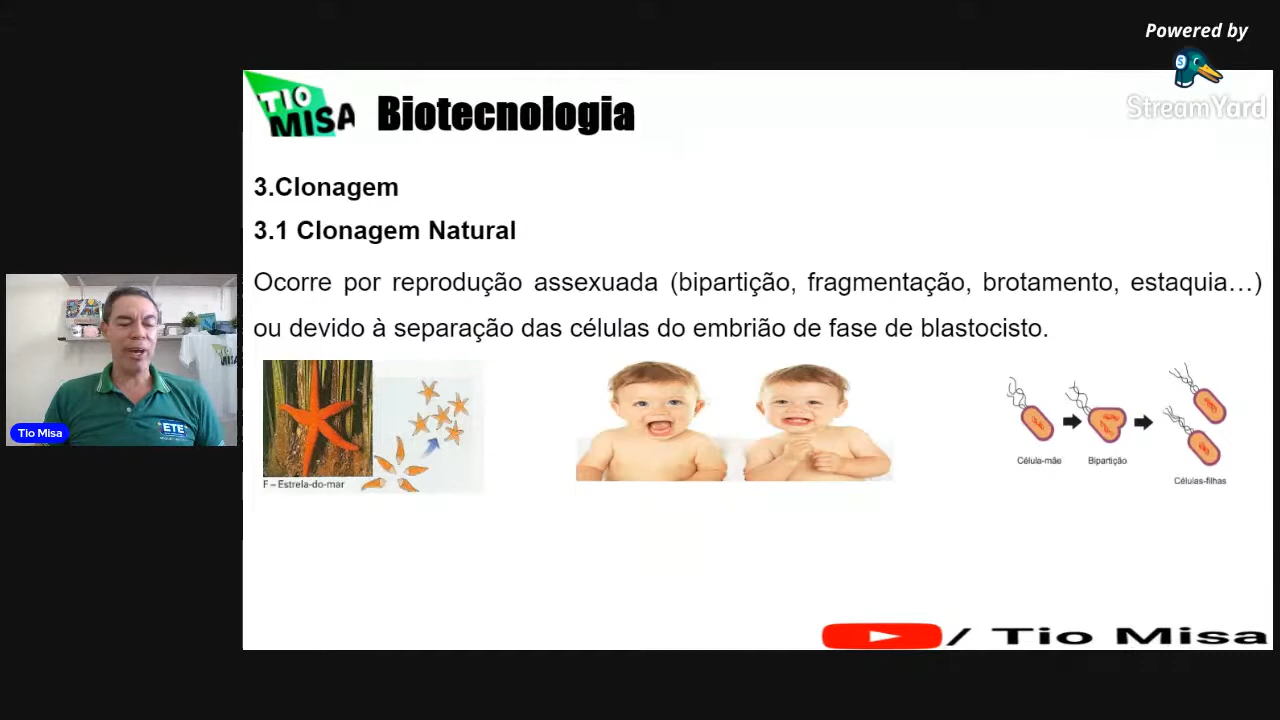 Powered by
StreamYard
TIO
MISA
Biotecnologia
3.Clonagem
3.1 Clonagem Natural
Ocorre por reprodução assexuada (bipartição, fragmentação, brotamento, estaquia…)
ou devido à separação das células do embrião de fase de blastocisto.
F – Estrela-do-mar
Célula-mãe
Bipartição
Células-filhas
ETE
Tio Misa
/ Tio Misa